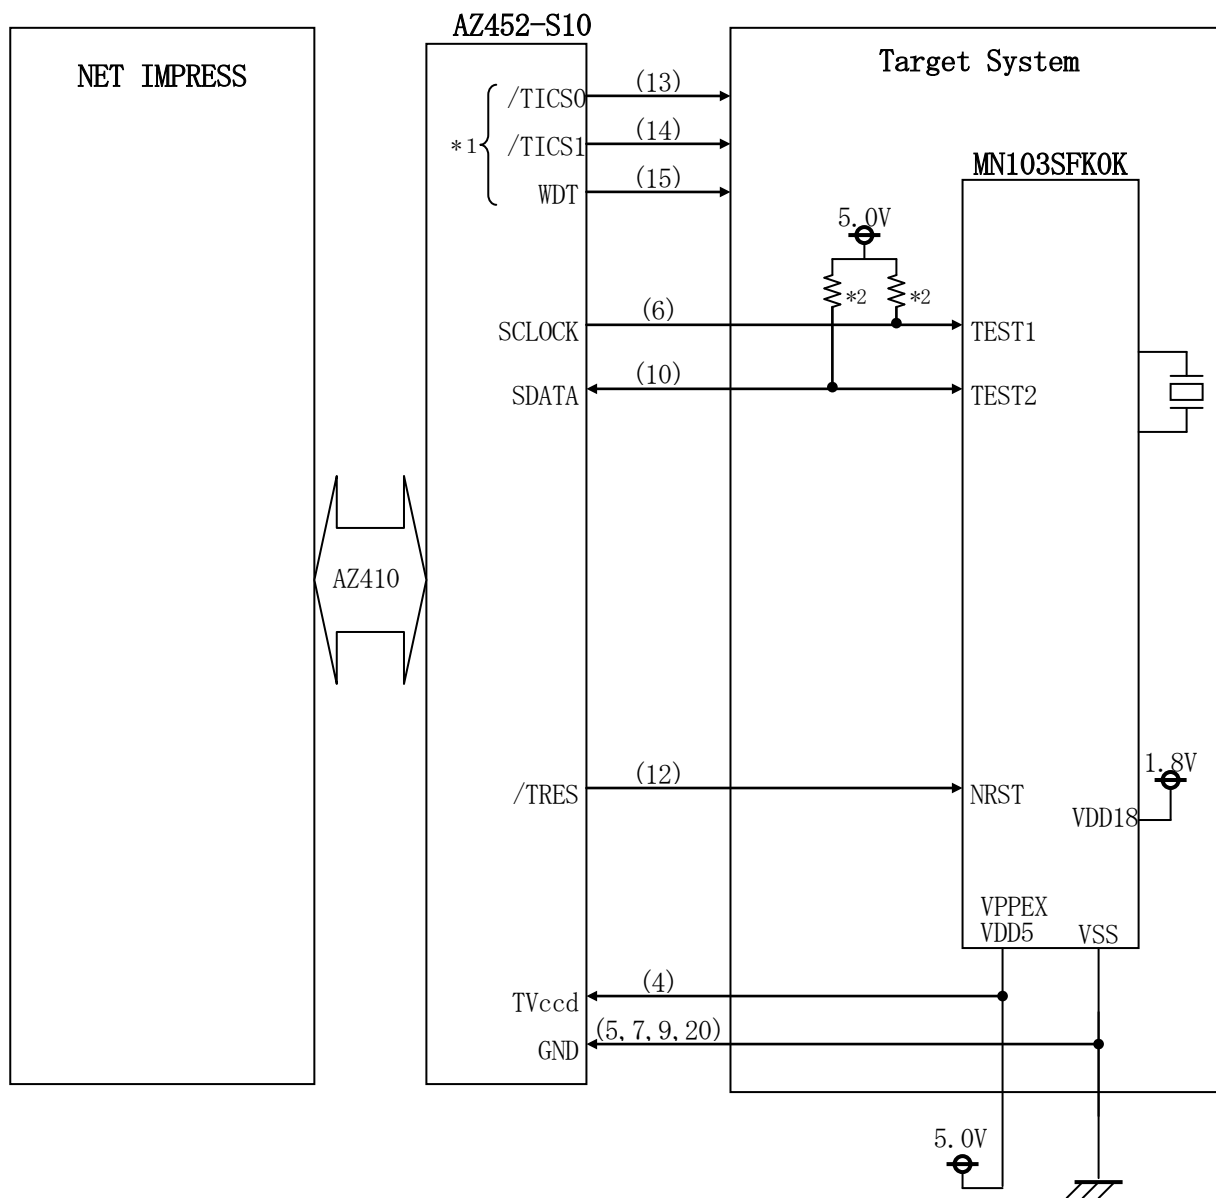 AZ452-S10
NET IMPRESS
Target System
/TICS0
(13)
*1
/TICS1
(14)
WDT
(15)
MN103SFK0K
5.0V
*2
*2
SCLOCK
(6)
TEST1
SDATA
(10)
TEST2
AZ410
/TRES
(12)
NRST
1.8V
VDD18
VPPEX
VDD5
VSS
TVccd
(4)
GND
(5,7,9,20)
5.0V